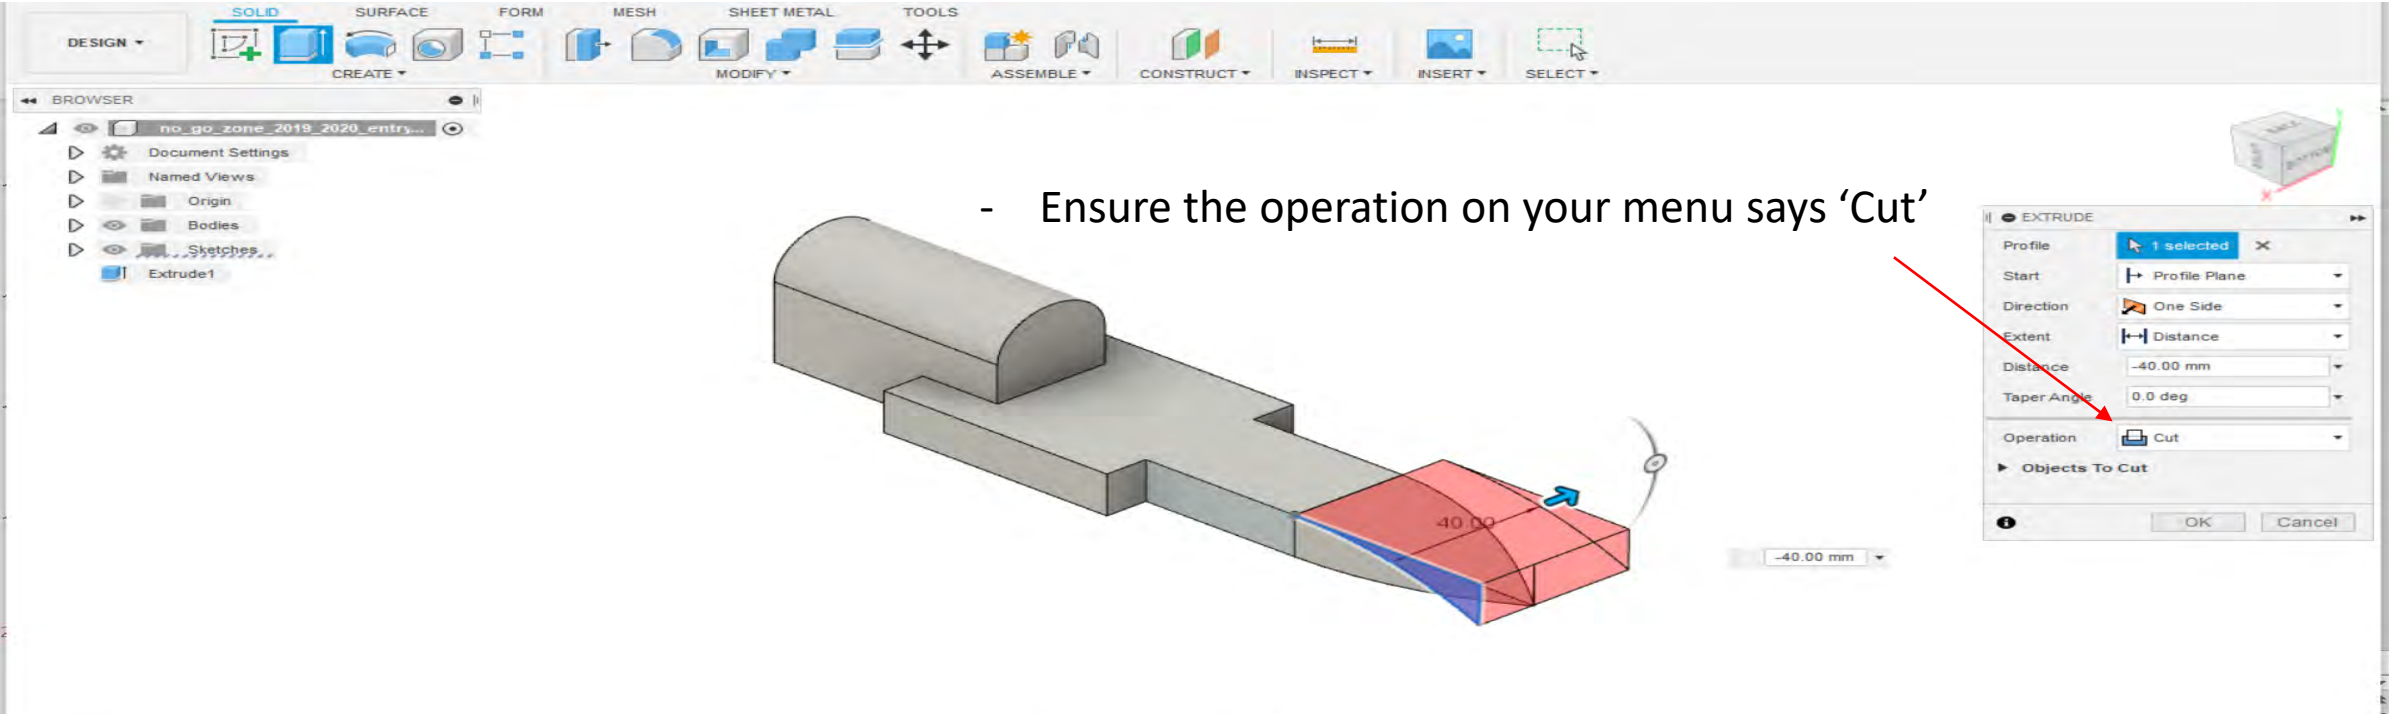 SOLID SURFACE FORM MESH SHEET METAL TOOLS
DESIGN
CREATE MODIFY ASSEMBLE CONSTRUCT INSPECT INSERT SELECT
BROWSER
no_go_zone_2019_2020_entry...
Document Settings
Named Views
Origin
Bodies
Sketches
Extrude1
- Ensure the operation on your menu says ‘Cut’
BACK
RIGHT
BOTTOM
X
EXTRUDE
Profile 1 selected
Start Profile Plane
Direction One Side
Extent Distance
Distance -40.00 mm
Taper Angle 0.0 deg
Operation Cut
Objects To Cut
OK Cancel
40.00
-40.00 mm